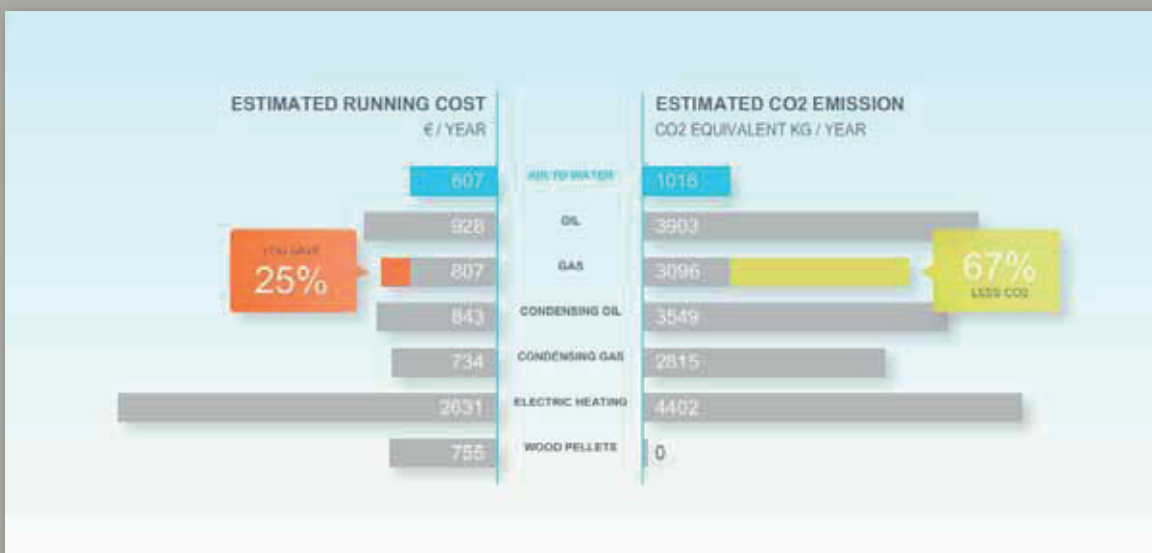 ESTIMATED RUNNING COST
€ / YEAR
ESTIMATED CO2 EMISSION
CO2 EQUIVALENT KG / YEAR
607 AIR TO WATER 1016
928 OIL 3903
YOU SAVE
25%
807 GAS 3096
67%
LESS CO2
843 CONDENSING OIL 3549
734 CONDENSING GAS 2815
2631 ELECTRIC HEATING 4402
755 WOOD PELLETS 0